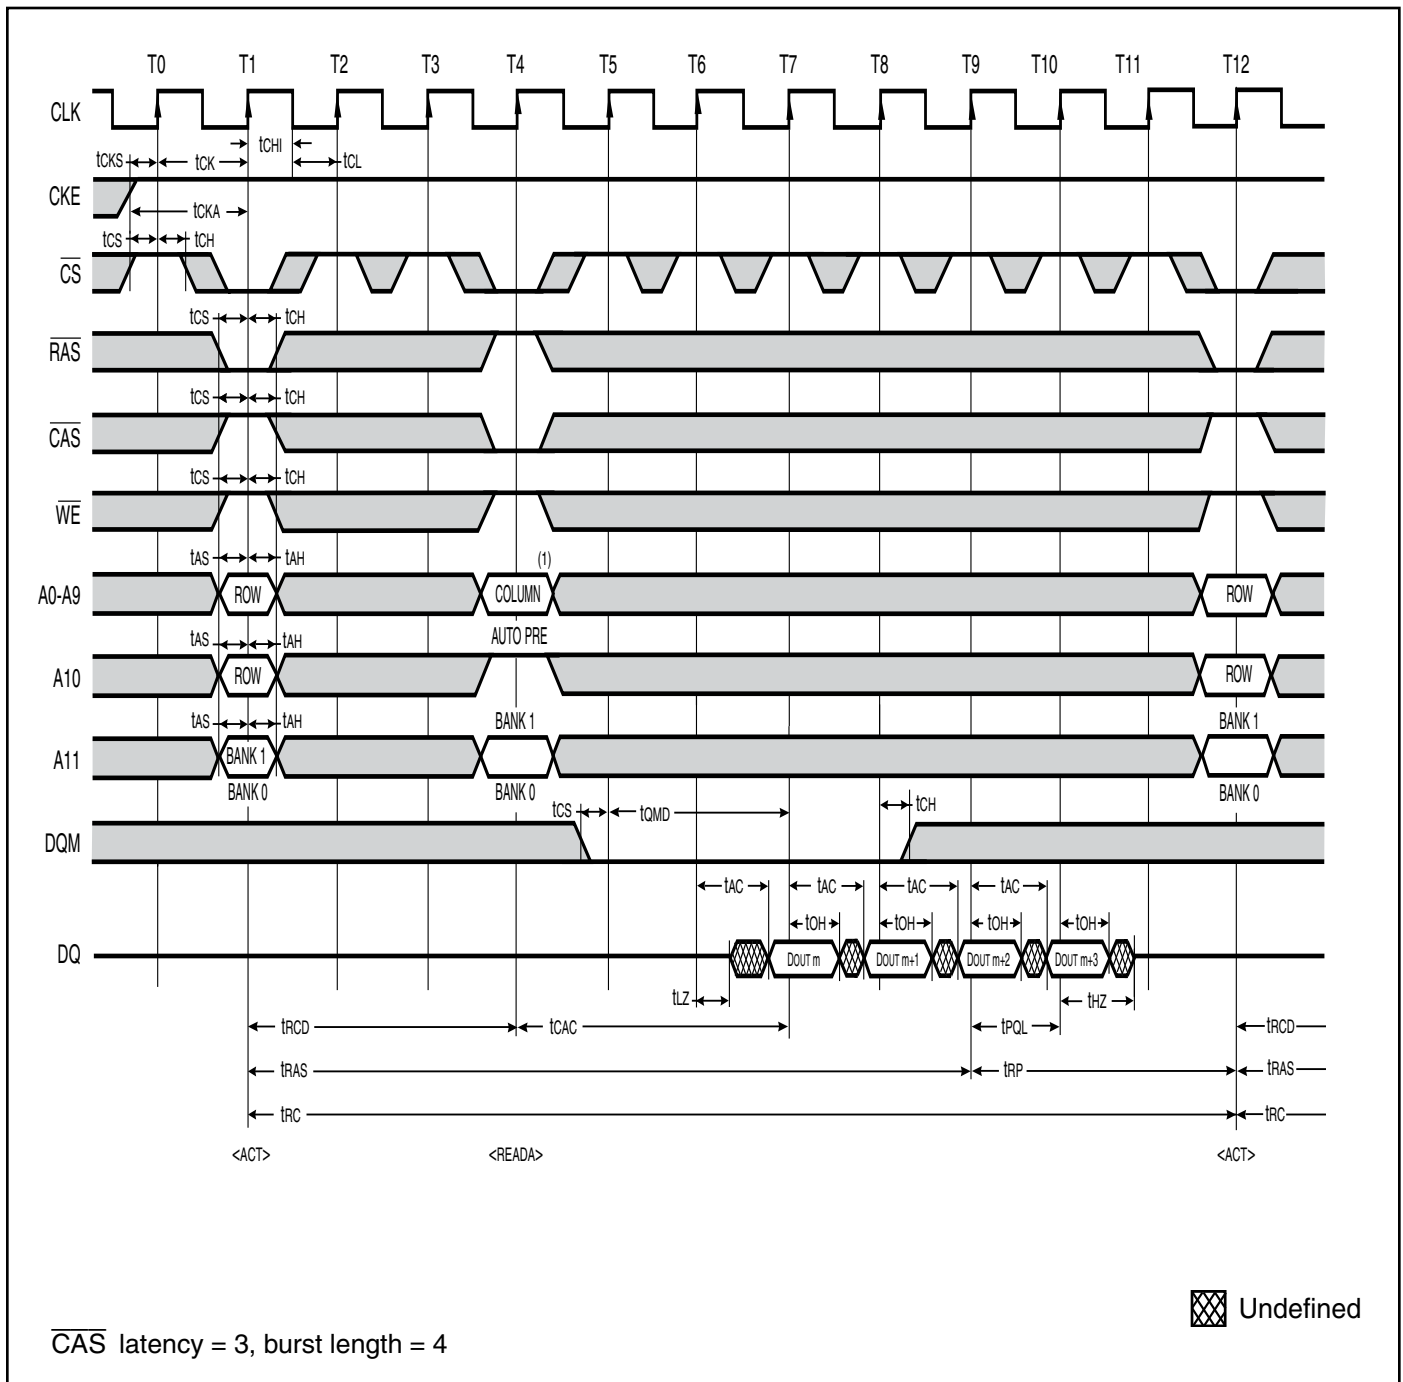 T0 T1 T2 T3 T4 T5 T6 T7 T8 T9 T10 T11 T12
CLK
tCHI
tCKS tCK tCL
CKE
tCKA
tCS tCH
CS
tCS tCH
RAS
tCS tCH
CAS
tCS tCH
WE
tAS tAH (1)
A0-A9 ROW COLUMN ROW
tAS tAH AUTO PRE
A10 ROW ROW
tAS tAH BANK 1 BANK 1
A11 BANK 1
BANK 0 BANK 0 BANK 0
tCS tQMD tCH
DQM
tAC tAC tAC tAC
tOH tOH tOH tOH
DQ DOUT m DOUT m+1 DOUT m+2 DOUT m+3
tLZ tHZ
tRCD tCAC tPQL tRCD
tRAS tRP tRAS
tRC tRC
<ACT> <READA> <ACT>
Undefined
CAS latency = 3, burst length = 4